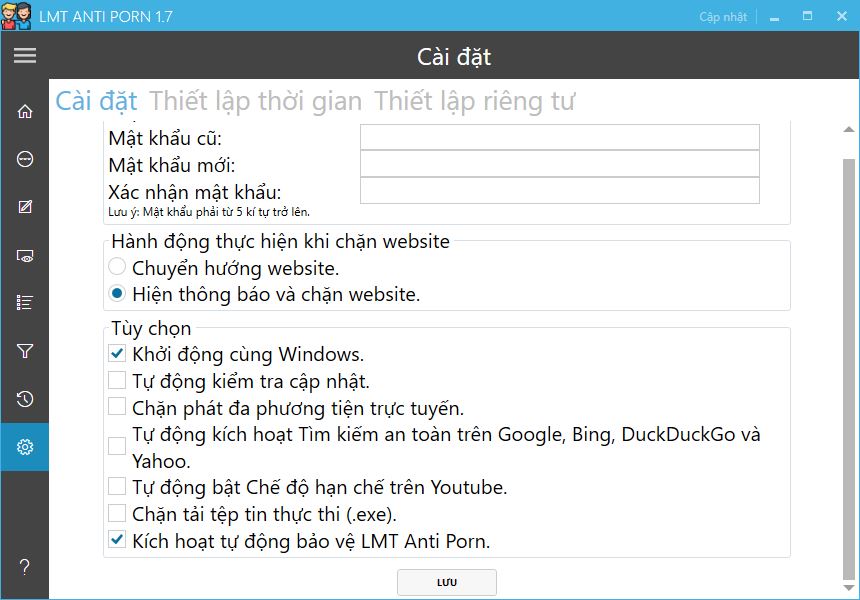 LMT ANTI PORN 1.7
Cập nhật
Cài đặt
Cài đặt Thiết lập thời gian Thiết lập riêng tư
Mật khẩu cũ:
Mật khẩu mới:
Xác nhận mật khẩu:
Lưu ý: Mật khẩu phải từ 5 kí tự trở lên.
Hành động thực hiện khi chặn website
Chuyển hướng website.
Hiện thông báo và chặn website.
Tùy chọn
Khởi động cùng Windows.
Tự động kiểm tra cập nhật.
Chặn phát đa phương tiện trực tuyến.
Tự động kích hoạt Tìm kiếm an toàn trên Google, Bing, DuckDuckGo và
Yahoo.
Tự động bật Chế độ hạn chế trên Youtube.
Chặn tải tệp tin thực thi (.exe).
Kích hoạt tự động bảo vệ LMT Anti Porn.
LƯU
?